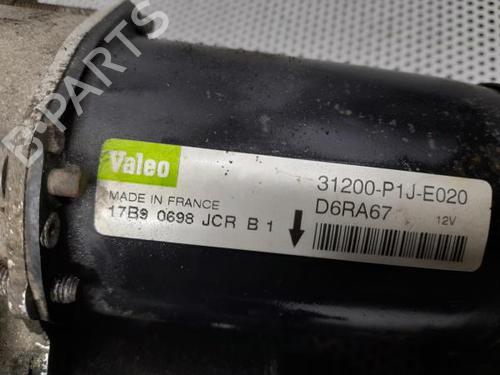 Valeo
31200-P1J-E020
MADE IN FRANCE
D6RA67
12V
17B9 0698 JCR B 1
B-PARTS